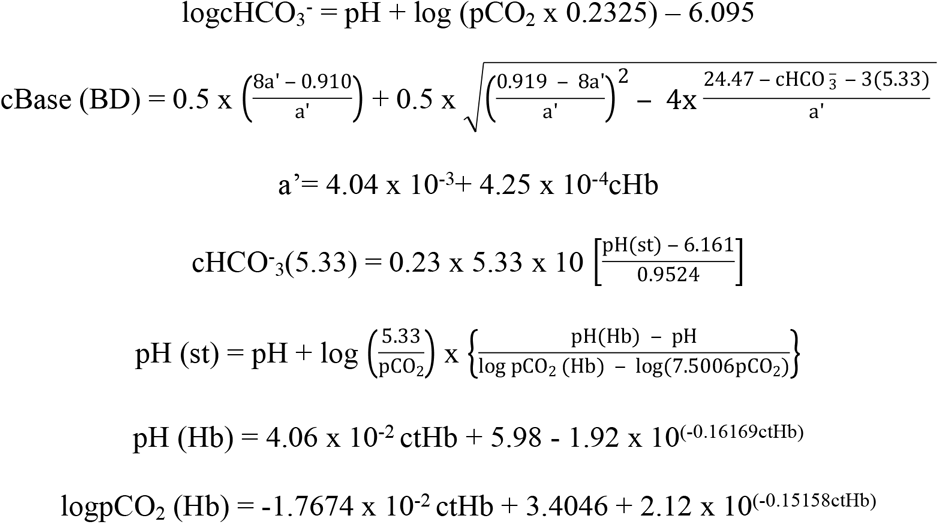 logcHCO₃⁻ = pH + log (pCO₂ x 0.2325) – 6.095
cBase (BD) = 0.5 x ((8a' – 0.910)/a') + 0.5 x √(((0.919 – 8a')/a')² – 4x (24.47 – cHCO₃⁻ – 3(5.33))/a')
a’= 4.04 x 10⁻³+ 4.25 x 10⁻⁴cHb
cHCO⁻₃(5.33) = 0.23 x 5.33 x 10 [(pH(st) – 6.161)/0.9524]
pH (st) = pH + log (5.33/pCO₂) x {(pH(Hb) – pH)/(log pCO₂ (Hb) – log(7.5006pCO₂))}
pH (Hb) = 4.06 x 10⁻² ctHb + 5.98 - 1.92 x 10^(-0.16169ctHb)
logpCO₂ (Hb) = -1.7674 x 10⁻² ctHb + 3.4046 + 2.12 x 10^(-0.15158ctHb)